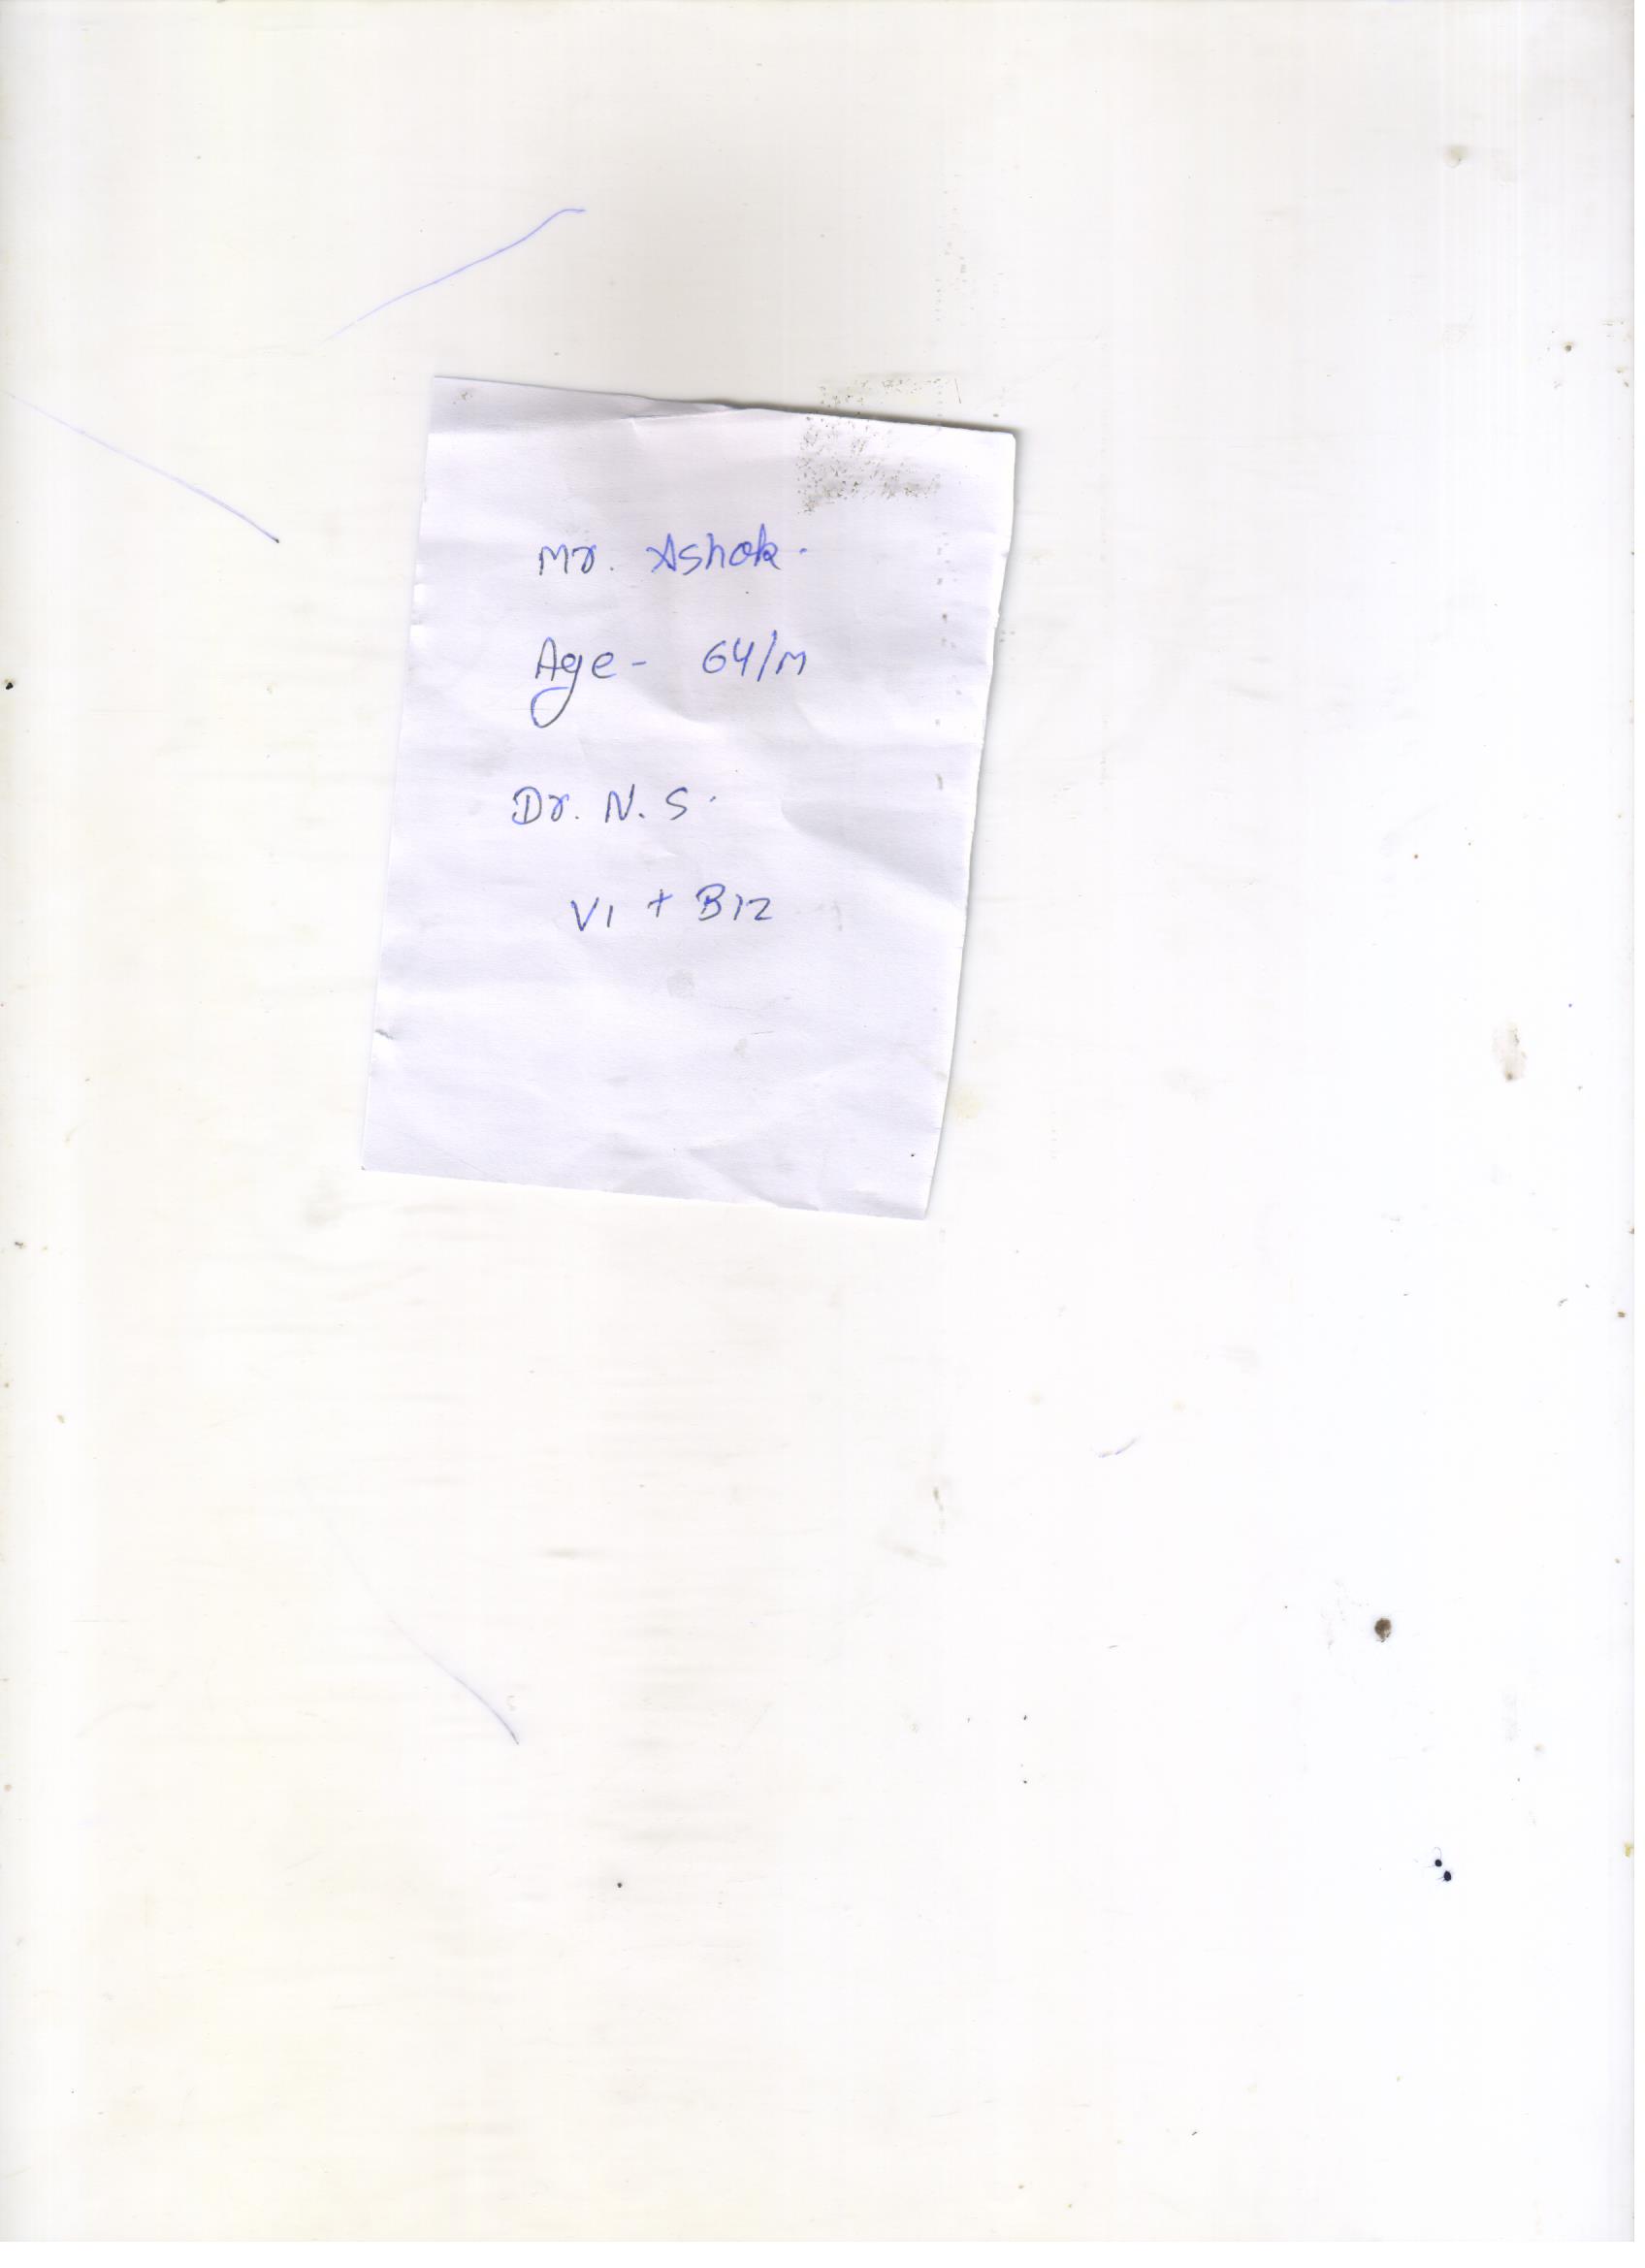 Mr. Ashok.
Age - 64/M
Dr. N. S.
V1 + B12